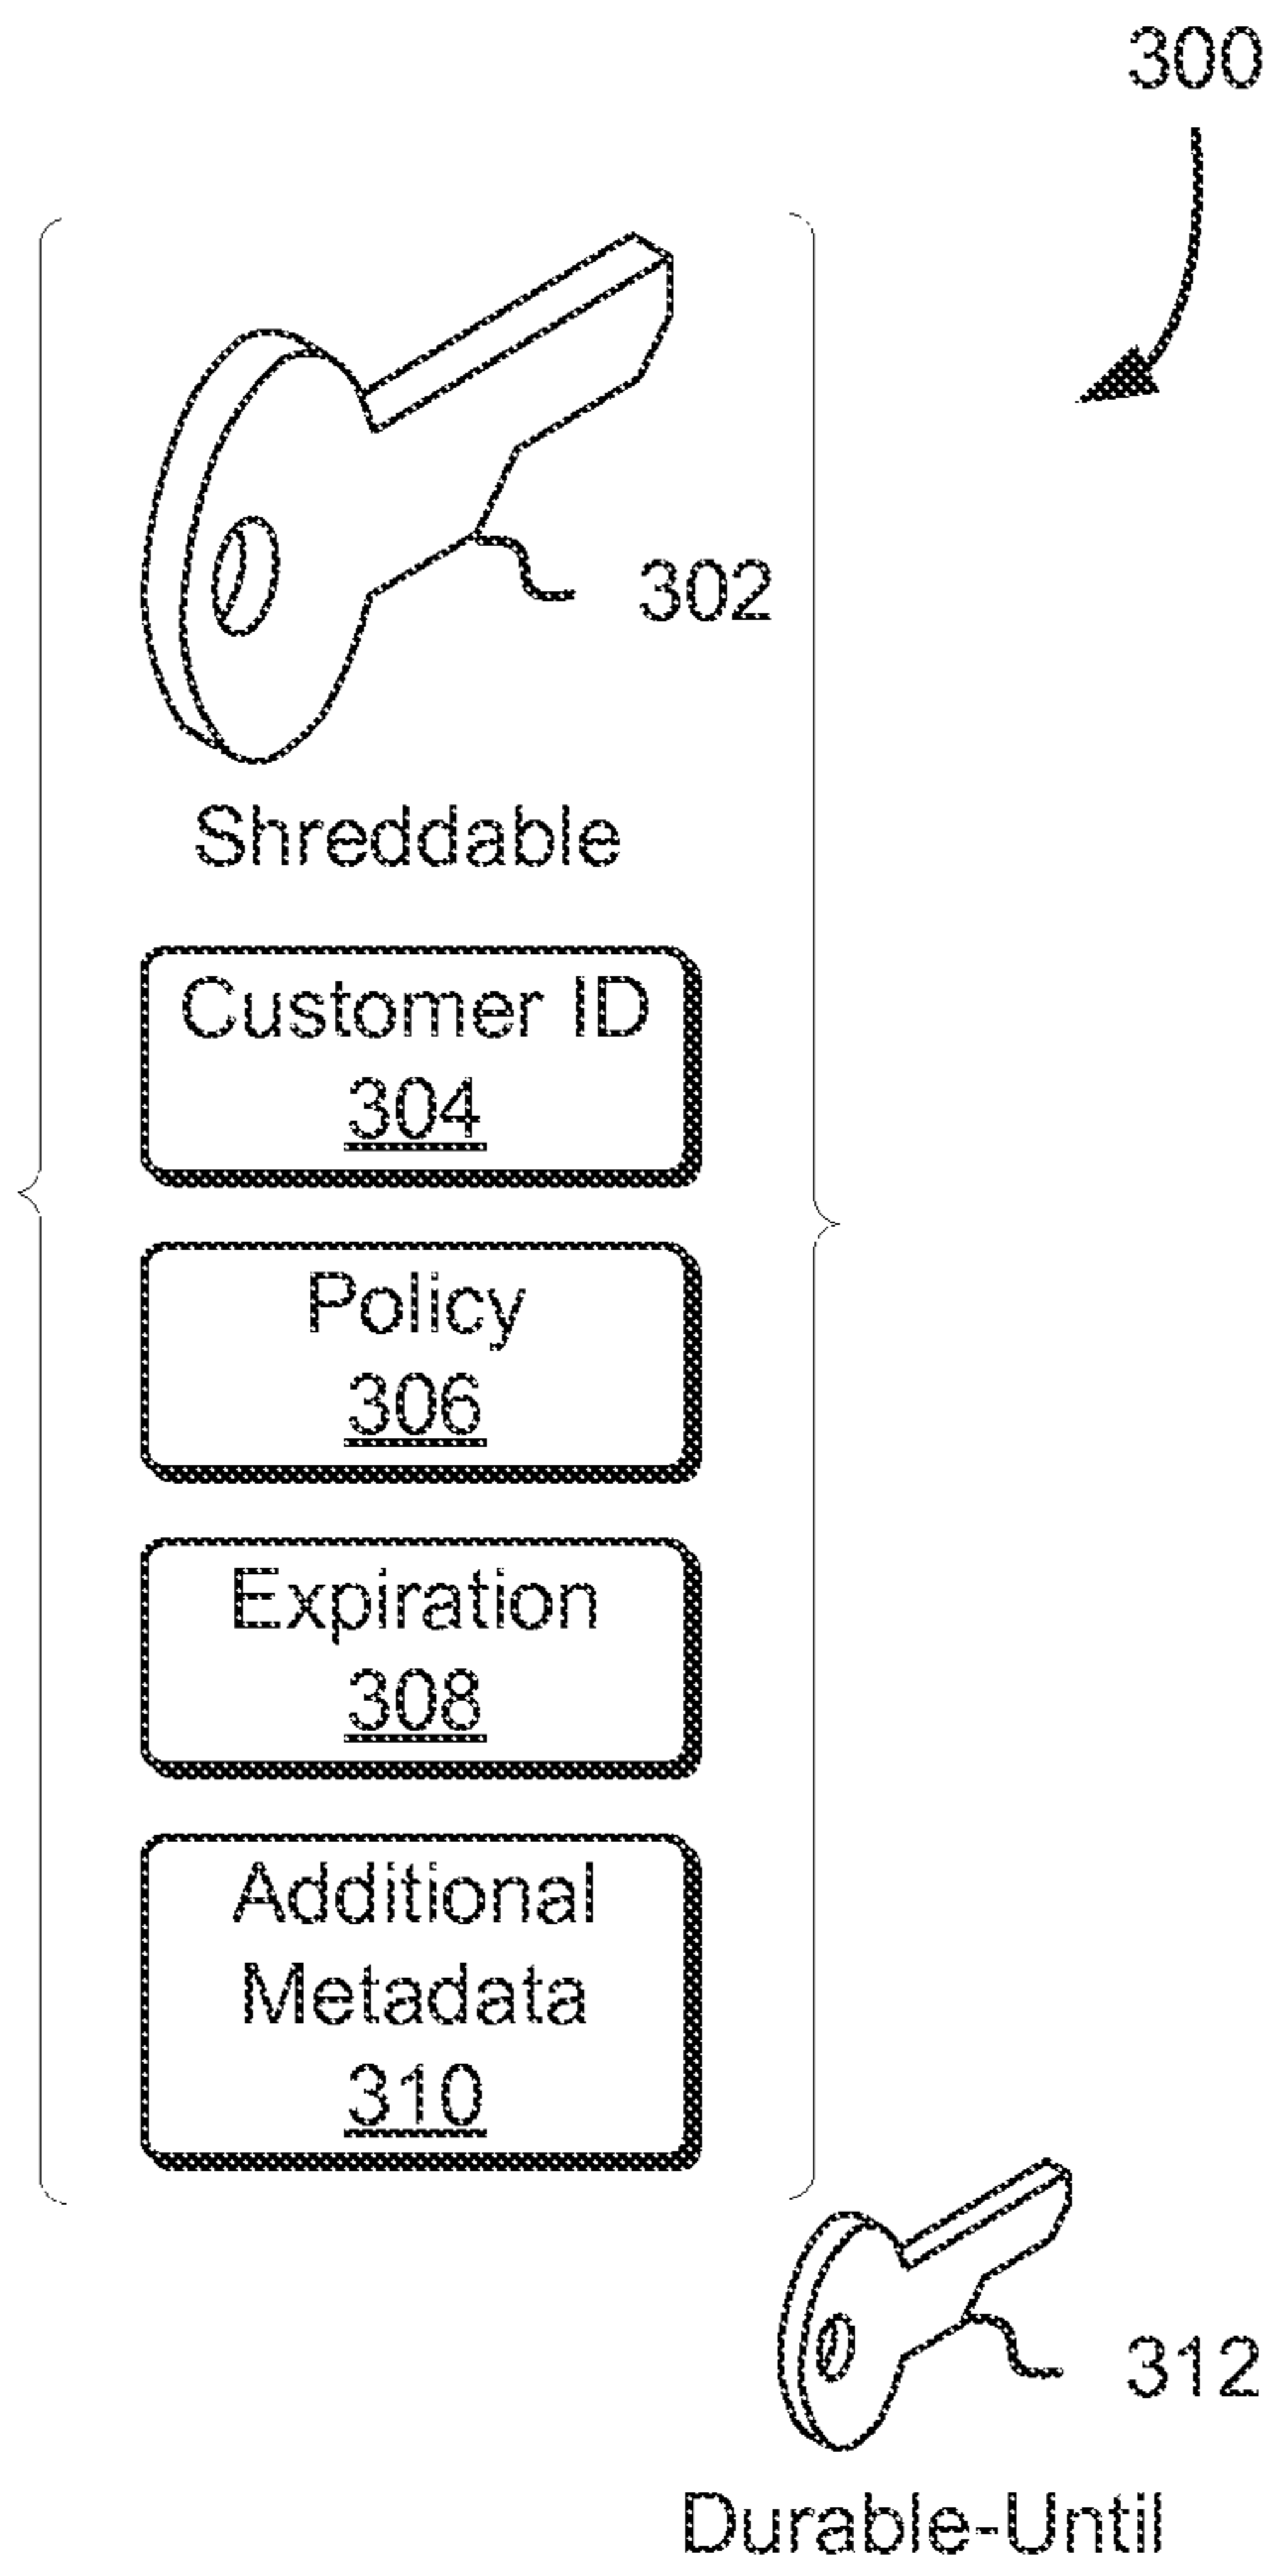 300
302
Shreddable
Customer ID
304
Policy
306
Expiration
308
Additional
Metadata
310
312
Durable-Until